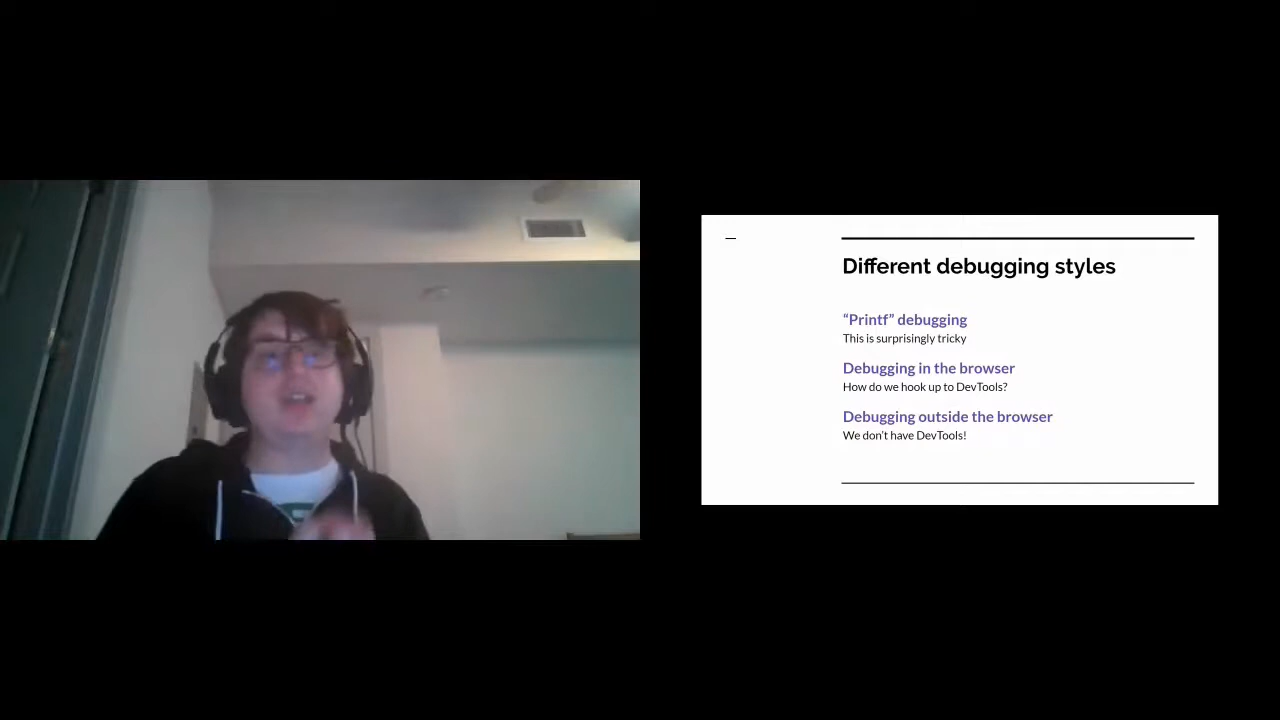 Different debugging styles
“Printf” debugging
This is surprisingly tricky
Debugging in the browser
How do we hook up to DevTools?
Debugging outside the browser
We don't have DevTools!